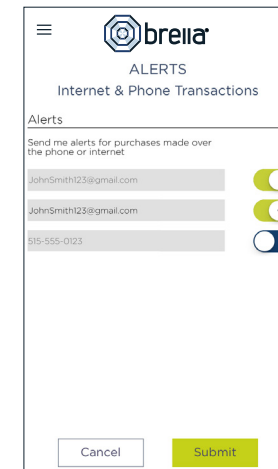 brella
ALERTS
Internet & Phone Transactions
Alerts
Send me alerts for purchases made over
the phone or internet
JohnSmith123@gmail.com
JohnSmith123@gmail.com
515-555-0123
Cancel
Submit